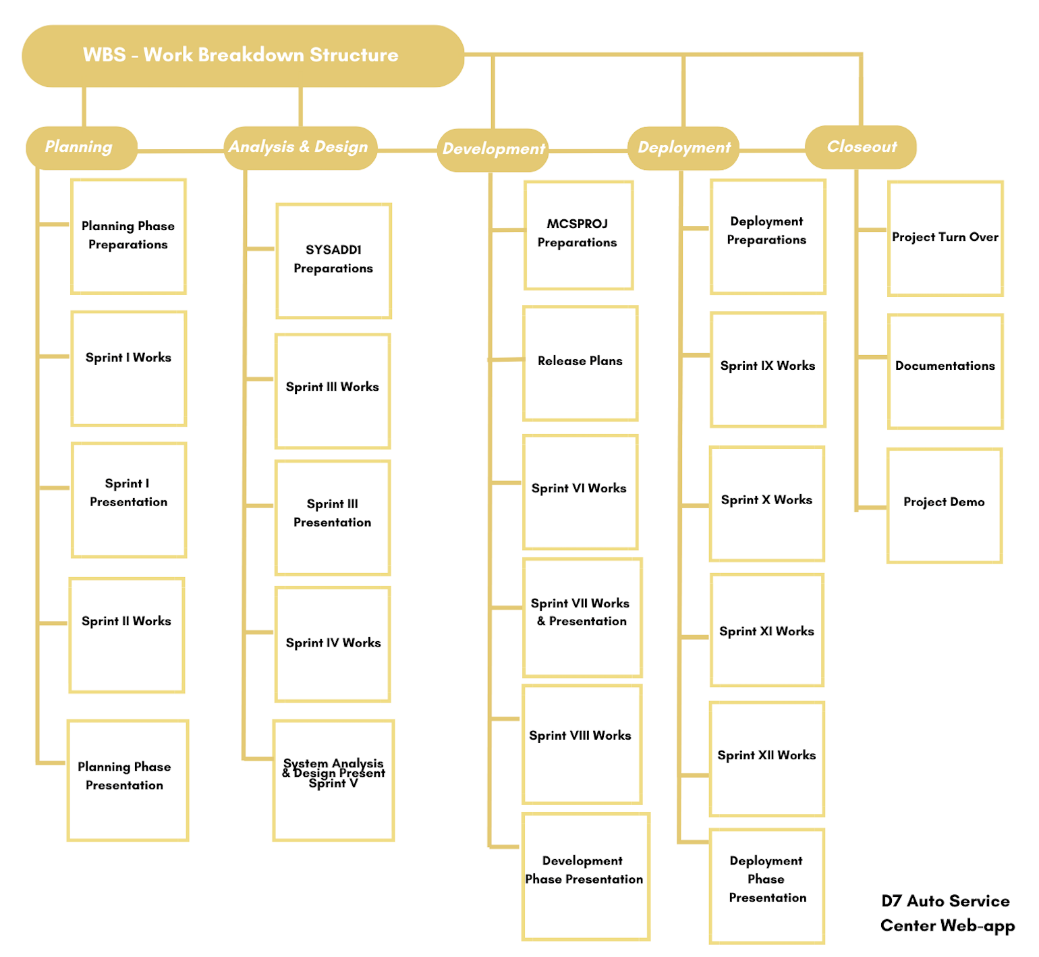 WBS - Work Breakdown Structure
Planning
Analysis & Design
Development
Deployment
Closeout
Planning Phase
Preparations
Sprint I Works
Sprint I
Presentation
Sprint II Works
Planning Phase
Presentation
SYSADD1
Preparations
Sprint III Works
Sprint III
Presentation
Sprint IV Works
System Analysis
& Design Present
Sprint V
MCSPROJ
Preparations
Release Plans
Sprint VI Works
Sprint VII Works
& Presentation
Sprint VIII Works
Development
Phase Presentation
Deployment
Preparations
Sprint IX Works
Sprint X Works
Sprint XI Works
Sprint XII Works
Deployment
Phase
Presentation
Project Turn Over
Documentations
Project Demo
D7 Auto Service
Center Web-app